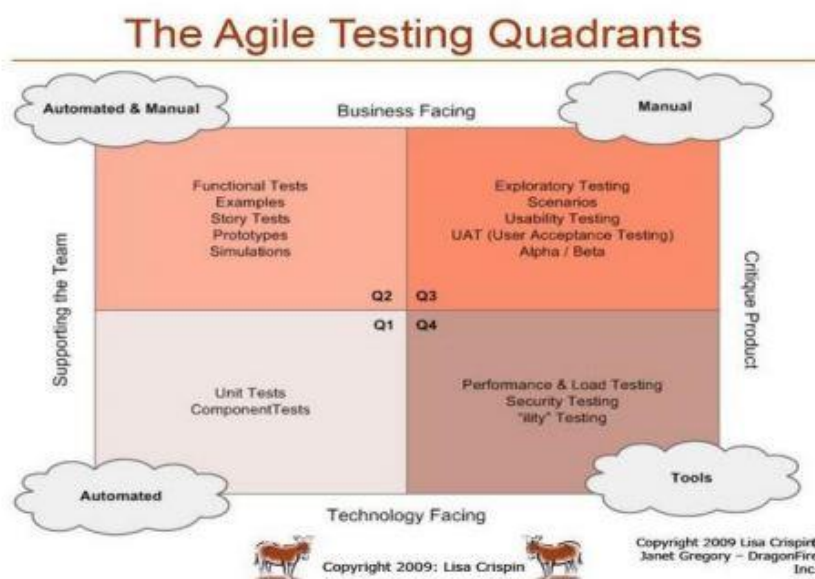 The Agile Testing Quadrants
Automated & Manual
Business Facing
Manual
Functional Tests
Examples
Story Tests
Prototypes
Simulations
Exploratory Testing
Scenarios
Usability Testing
UAT (User Acceptance Testing)
Alpha / Beta
Supporting the Team
Critique Product
Q2
Q3
Q1
Q4
Unit Tests
ComponentTests
Performance & Load Testing
Security Testing
"ility" Testing
Automated
Tools
Technology Facing
Copyright 2009: Lisa Crispin
Copyright 2009 Lisa Crispin
Janet Gregory – DragonFire
Inc